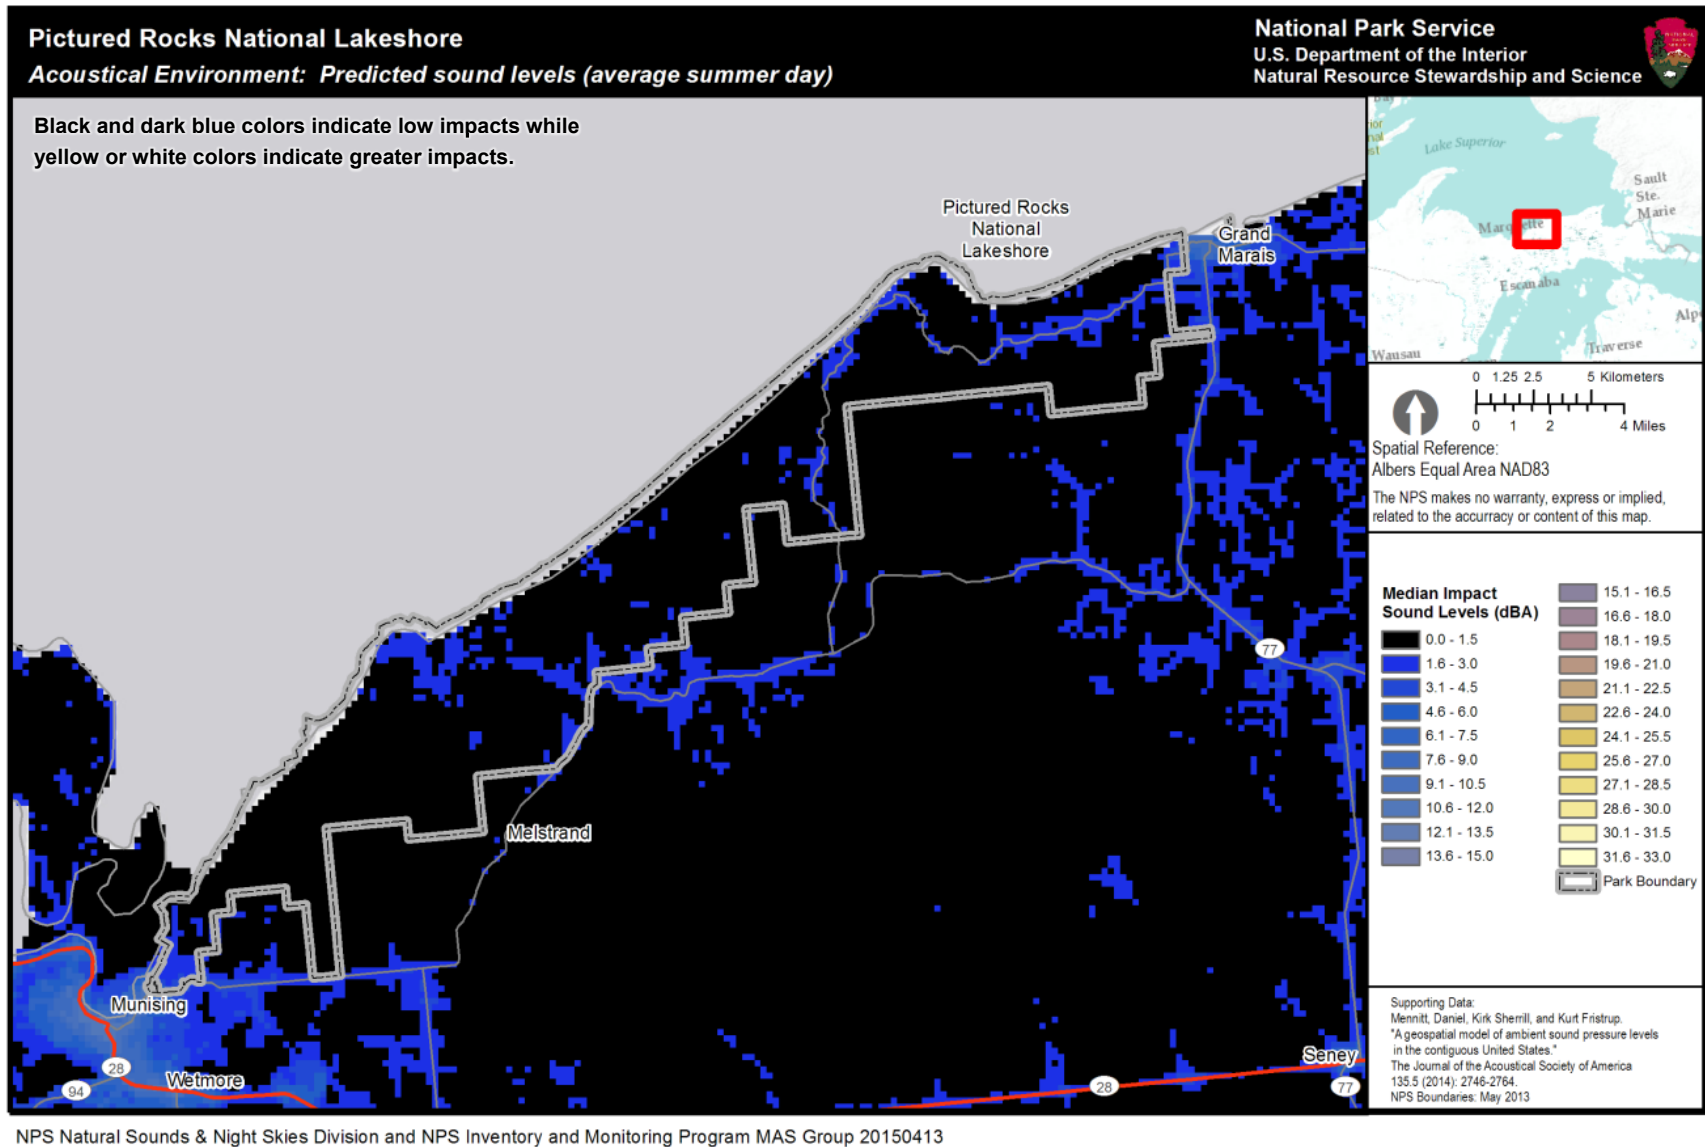 Pictured Rocks National Lakeshore
Acoustical Environment:  Predicted sound levels (average summer day)
National Park Service
U.S. Department of the Interior
Natural Resource Stewardship and Science
Black and dark blue colors indicate low impacts while
yellow or white colors indicate greater impacts.
Pictured Rocks
National
Lakeshore
Grand
Marais
77
Melstrand
Munising
28
94
Wetmore
Seney
28
77
Bay
Lake Superior
Sault
Ste.
Marie
Marquette
Escanaba
Wausau
Traverse
0 1.25 2.5 5 Kilometers
0 1 2 4 Miles
Spatial Reference:
Albers Equal Area NAD83
The NPS makes no warranty, express or implied,
related to the accurracy or content of this map.
Median Impact
Sound Levels (dBA)
0.0 - 1.5
1.6 - 3.0
3.1 - 4.5
4.6 - 6.0
6.1 - 7.5
7.6 - 9.0
9.1 - 10.5
10.6 - 12.0
12.1 - 13.5
13.6 - 15.0
15.1 - 16.5
16.6 - 18.0
18.1 - 19.5
19.6 - 21.0
21.1 - 22.5
22.6 - 24.0
24.1 - 25.5
25.6 - 27.0
27.1 - 28.5
28.6 - 30.0
30.1 - 31.5
31.6 - 33.0
Park Boundary
Supporting Data:
Mennitt, Daniel, Kirk Sherrill, and Kurt Fristrup.
"A geospatial model of ambient sound pressure levels
in the contiguous United States."
The Journal of the Acoustical Society of America
135.5 (2014): 2746-2764.
NPS Boundaries: May 2013
NPS Natural Sounds & Night Skies Division and NPS Inventory and Monitoring Program MAS Group 20150413